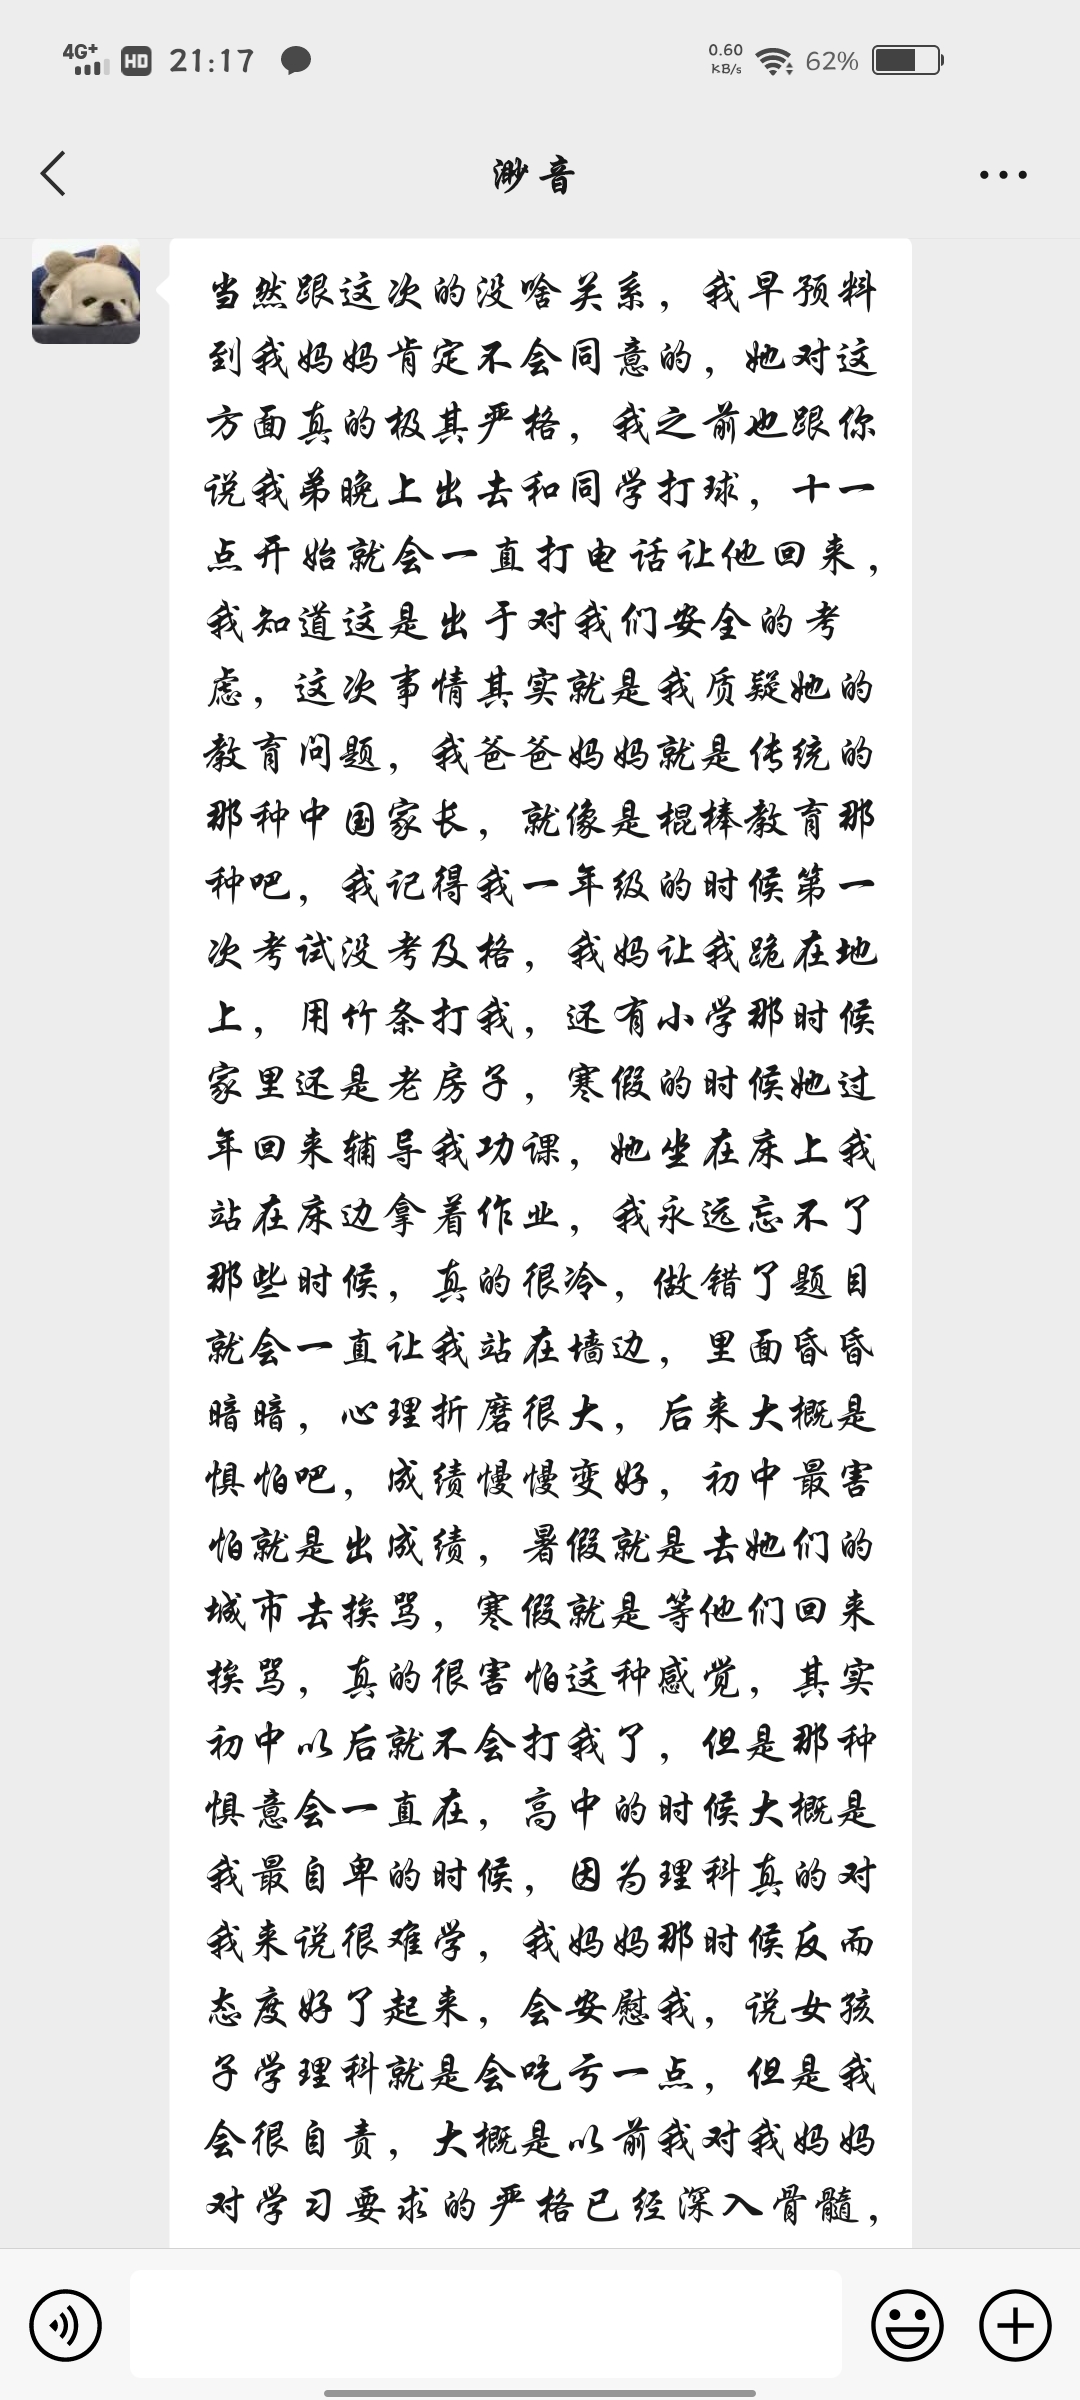 4G+ HD 21:17 0.60 KB/s 62%
渺音
当然跟这次的没啥关系，我早预料
到我妈妈肯定不会同意的，她对这
方面真的极其严格，我之前也跟你
说我弟晚上出去和同学打球，十一
点开始就会一直打电话让他回来，
我知道这是出于对我们安全的考
虑，这次事情其实就是我质疑她的
教育问题，我爸爸妈妈就是传统的
那种中国家长，就像是棍棒教育那
种吧，我记得我一年级的时候第一
次考试没考及格，我妈让我跪在地
上，用竹条打我，还有小学那时候
家里还是老房子，寒假的时候她过
年回来辅导我功课，她坐在床上我
站在床边拿着作业，我永远忘不了
那些时候，真的很冷，做错了题目
就会一直让我站在墙边，里面昏昏
暗暗，心理折磨很大，后来大概是
惧怕吧，成绩慢慢变好，初中最害
怕就是出成绩，暑假就是去她们的
城市去挨骂，寒假就是等他们回来
挨骂，真的很害怕这种感觉，其实
初中以后就不会打我了，但是那种
惧意会一直在，高中的时候大概是
我最自卑的时候，因为理科真的对
我来说很难学，我妈妈那时候反而
态度好了起来，会安慰我，说女孩
子学理科就是会吃亏一点，但是我
会很自责，大概是以前我对我妈妈
对学习要求的严格已经深入骨髓，